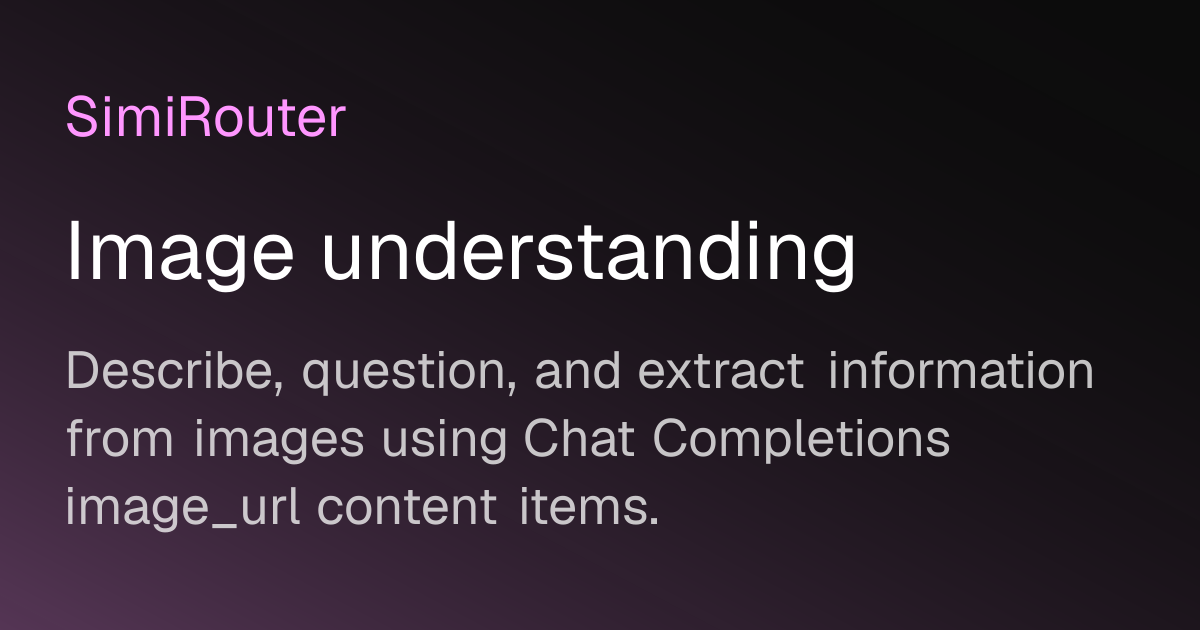 SimiRouter
Image understanding
Describe, question, and extract information
from images using Chat Completions
image_url content items.